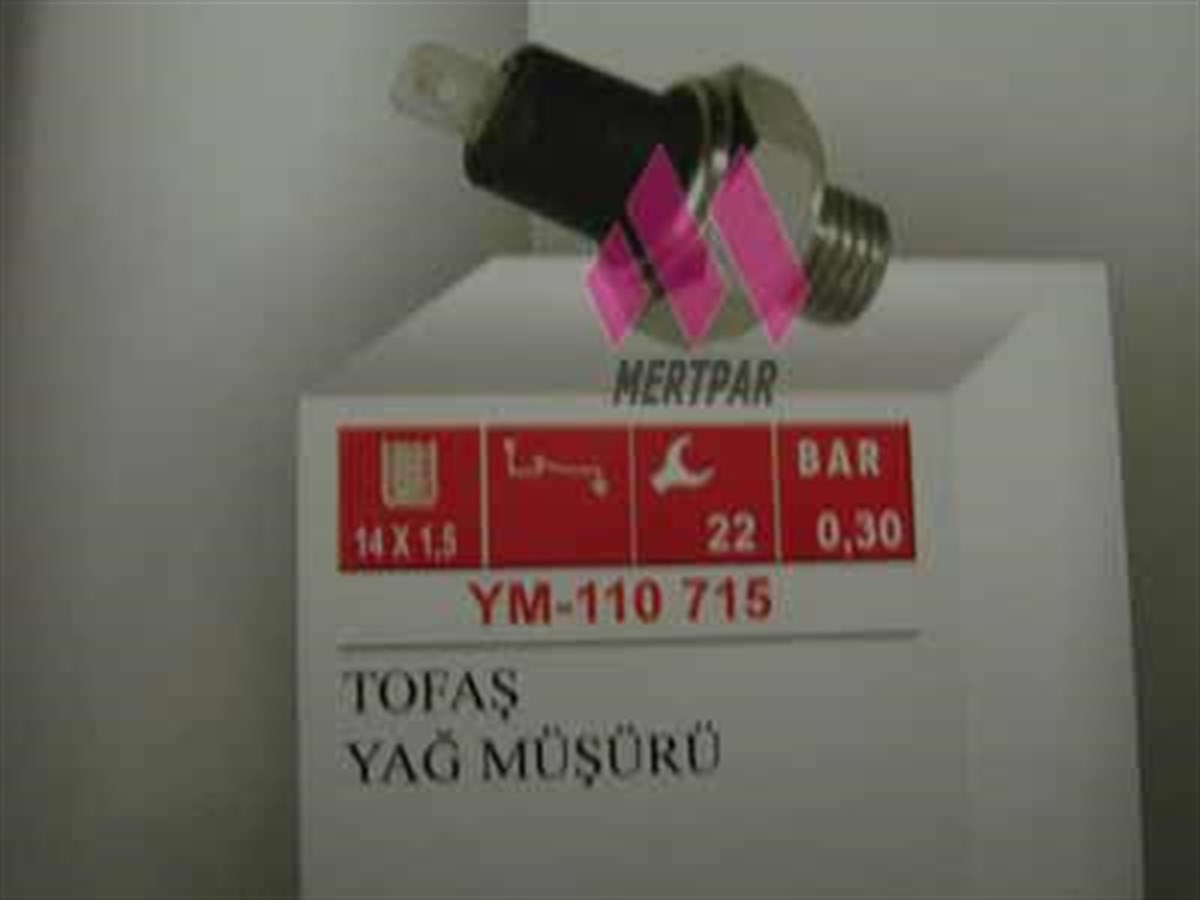 MERTPAR
BAR
14 X 1,5 22 0,30
YM-110 715
TOFAŞ
YAĞ MÜŞÜRÜ